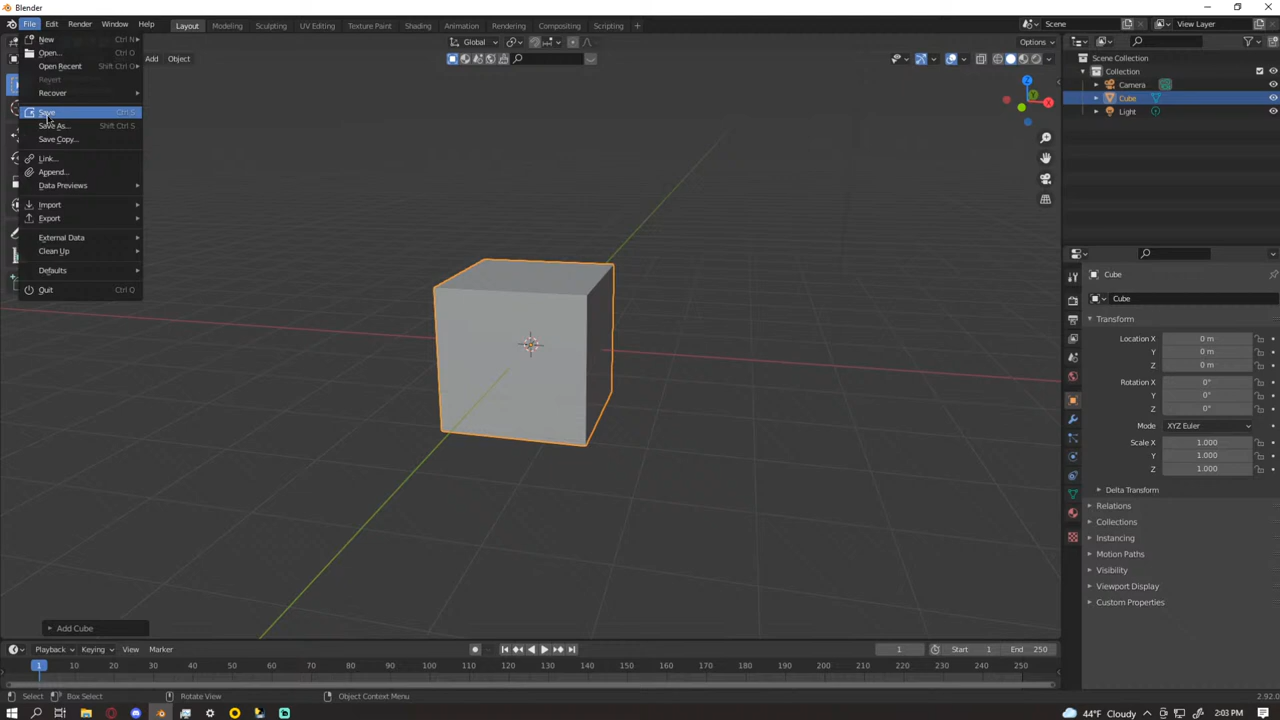 Blender
File Edit Render Window Help Layout Modeling Sculpting UV Editing Texture Paint Shading Animation Rendering Compositing Scripting + Scene View Layer
New Ctrl N
Open...
Ctrl O
Open Recent Shift Ctrl O
Revert
Recover
Save Ctrl S
Save As... Shift Ctrl S
Save Copy...
Link...
Append...
Data Previews
Import
Export
External Data
Clean Up
Defaults
Quit Ctrl Q
Global
Options
Add Object
Scene Collection
Collection
Camera
Cube
Light
Z
Y
X
Cube
Cube
Transform
Location X 0 m
Y 0 m
Z 0 m
Rotation X 0°
Y 0°
Z 0°
Mode XYZ Euler
Scale X 1.000
Y 1.000
Z 1.000
Delta Transform
Relations
Collections
Instancing
Motion Paths
Visibility
Viewport Display
Custom Properties
Add Cube
Playback Keying View Marker 1 Start 1 End 250
1 10 20 30 40 50 60 70 80 90 100 110 120 130 140 150 160 170 180 190 200 210 220 230 240 250
Select Box Select Rotate View Object Context Menu 2.92.0
44°F Cloudy 2:03 PM